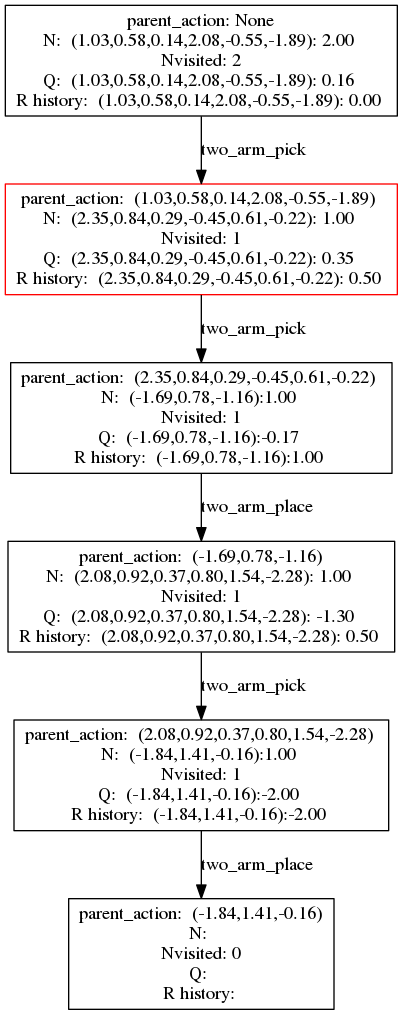 parent_action: None
N:  (1.03,0.58,0.14,2.08,-0.55,-1.89): 2.00
Nvisited: 2
Q:  (1.03,0.58,0.14,2.08,-0.55,-1.89): 0.16
R history:  (1.03,0.58,0.14,2.08,-0.55,-1.89): 0.00
two_arm_pick
parent_action:  (1.03,0.58,0.14,2.08,-0.55,-1.89)
N:  (2.35,0.84,0.29,-0.45,0.61,-0.22): 1.00
Nvisited: 1
Q:  (2.35,0.84,0.29,-0.45,0.61,-0.22): 0.35
R history:  (2.35,0.84,0.29,-0.45,0.61,-0.22): 0.50
two_arm_pick
parent_action:  (2.35,0.84,0.29,-0.45,0.61,-0.22)
N:  (-1.69,0.78,-1.16):1.00
Nvisited: 1
Q:  (-1.69,0.78,-1.16):-0.17
R history:  (-1.69,0.78,-1.16):1.00
two_arm_place
parent_action:  (-1.69,0.78,-1.16)
N:  (2.08,0.92,0.37,0.80,1.54,-2.28): 1.00
Nvisited: 1
Q:  (2.08,0.92,0.37,0.80,1.54,-2.28): -1.30
R history:  (2.08,0.92,0.37,0.80,1.54,-2.28): 0.50
two_arm_pick
parent_action:  (2.08,0.92,0.37,0.80,1.54,-2.28)
N:  (-1.84,1.41,-0.16):1.00
Nvisited: 1
Q:  (-1.84,1.41,-0.16):-2.00
R history:  (-1.84,1.41,-0.16):-2.00
two_arm_place
parent_action:  (-1.84,1.41,-0.16)
N:
Nvisited: 0
Q:
R history: